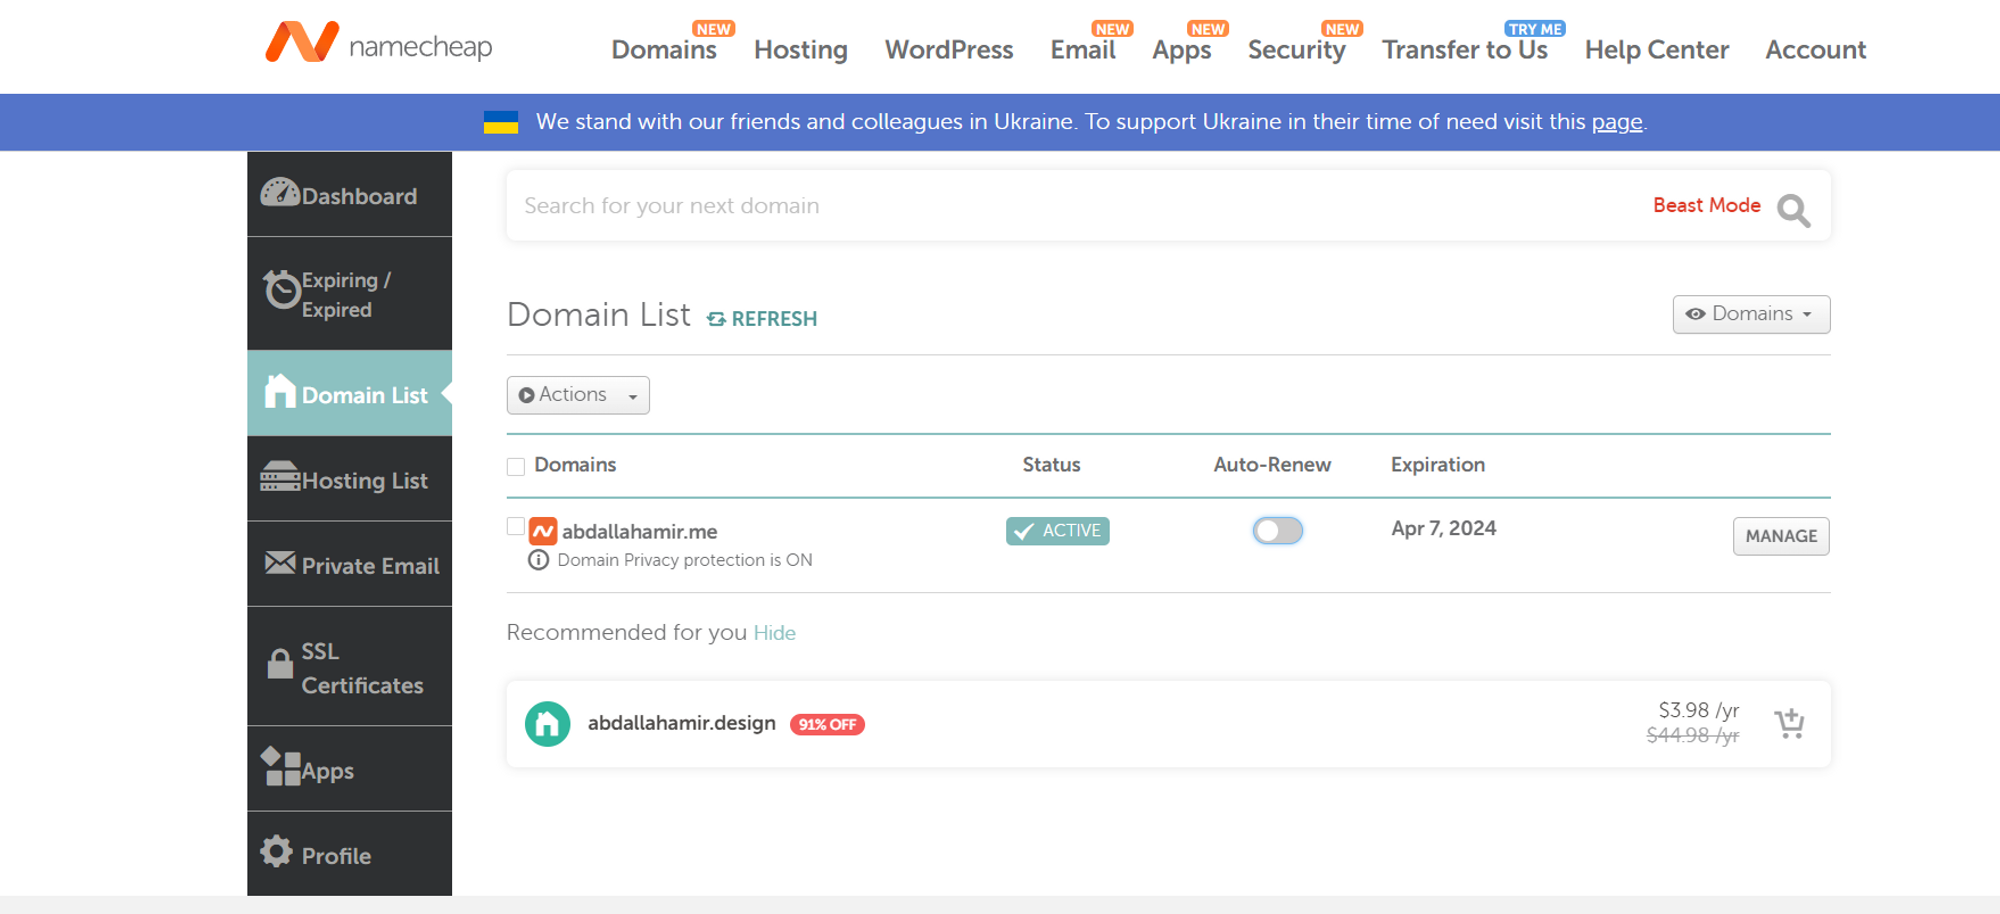 namecheap
Domains NEW Hosting WordPress Email NEW Apps NEW Security NEW Transfer to Us TRY ME Help Center Account
We stand with our friends and colleagues in Ukraine. To support Ukraine in their time of need visit this page.
Dashboard
Expiring /
Expired
Domain List
Hosting List
Private Email
SSL
Certificates
Apps
Profile
Search for your next domain Beast Mode
Domain List REFRESH Domains
Actions
Domains Status Auto-Renew Expiration
abdallahamir.me ACTIVE Apr 7, 2024 MANAGE
Domain Privacy protection is ON
Recommended for you Hide
abdallahamir.design 91% OFF $3.98 /yr
$44.98 /yr